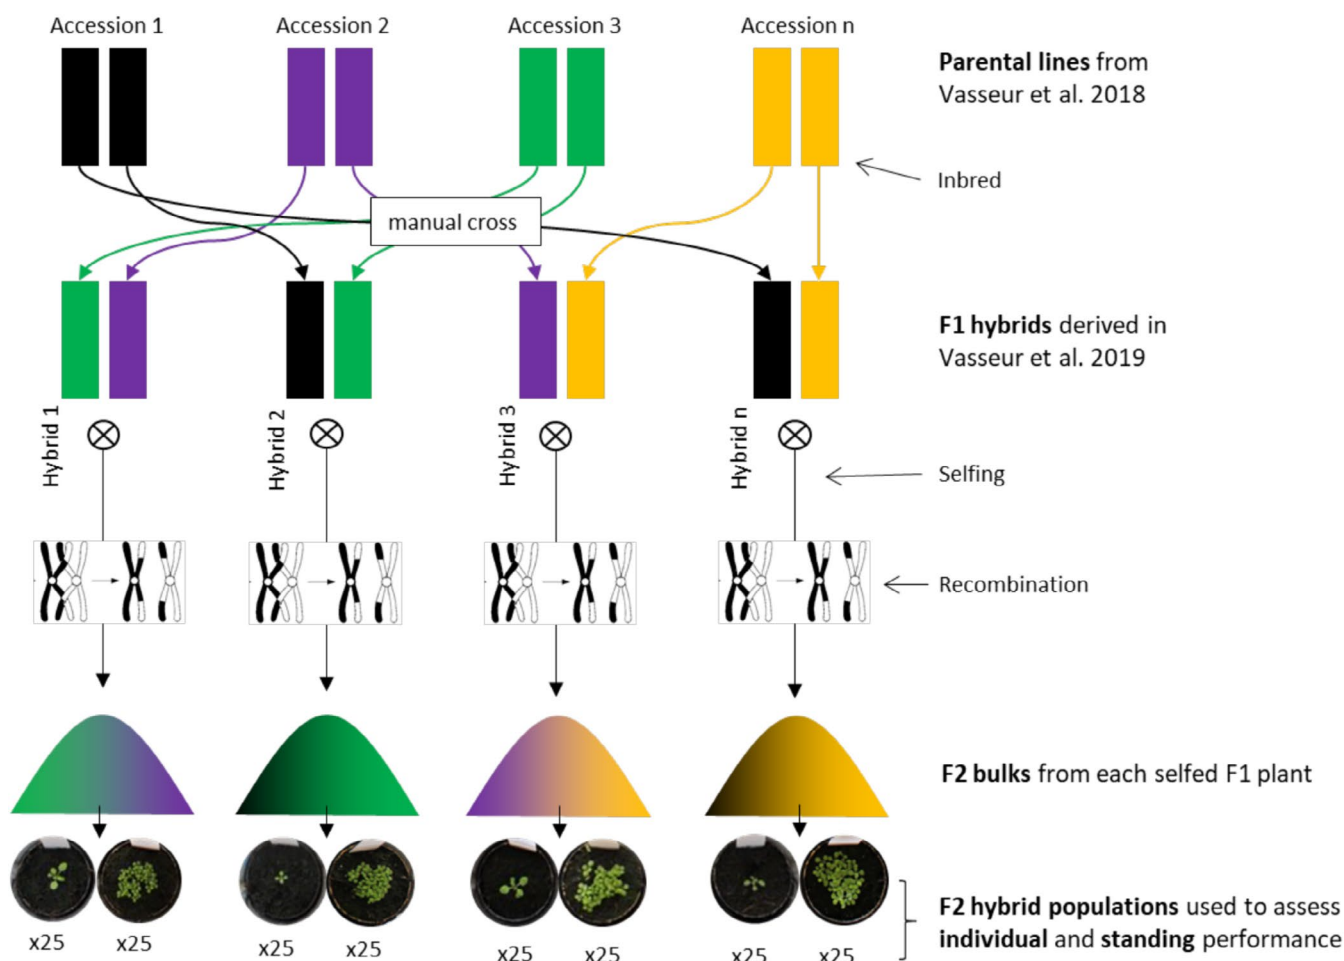 Accession 1
Accession 2
Accession 3
Accession n
Parental lines from
Vasseur et al. 2018
Inbred
manual cross
F1 hybrids derived in
Vasseur et al. 2019
Hybrid 1
Hybrid 2
Hybrid 3
Hybrid n
Selfing
Recombination
F2 bulks from each selfed F1 plant
F2 hybrid populations used to assess
individual and standing performance
x25
x25
x25
x25
x25
x25
x25
x25